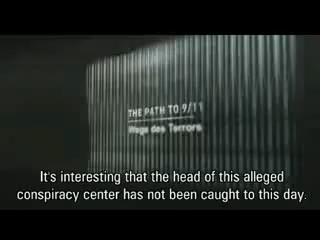 THE PATH TO 9/11
Wege des Terrors
It's interesting that the head of this alleged
conspiracy center has not been caught to this day.